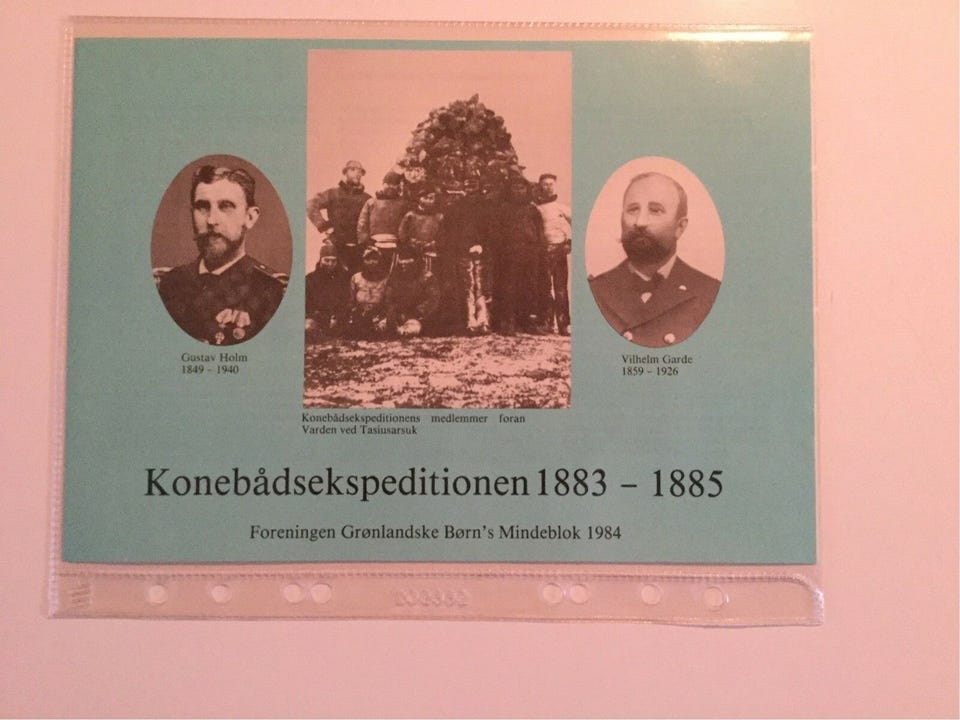 Gustav Holm
1849 – 1940
Vilhelm Garde
1859 – 1926
Konebådsekspeditionens medlemmer foran
Varden ved Tasiusarsuk
Konebådsekspeditionen 1883 – 1885
Foreningen Grønlandske Børn's Mindeblok 1984